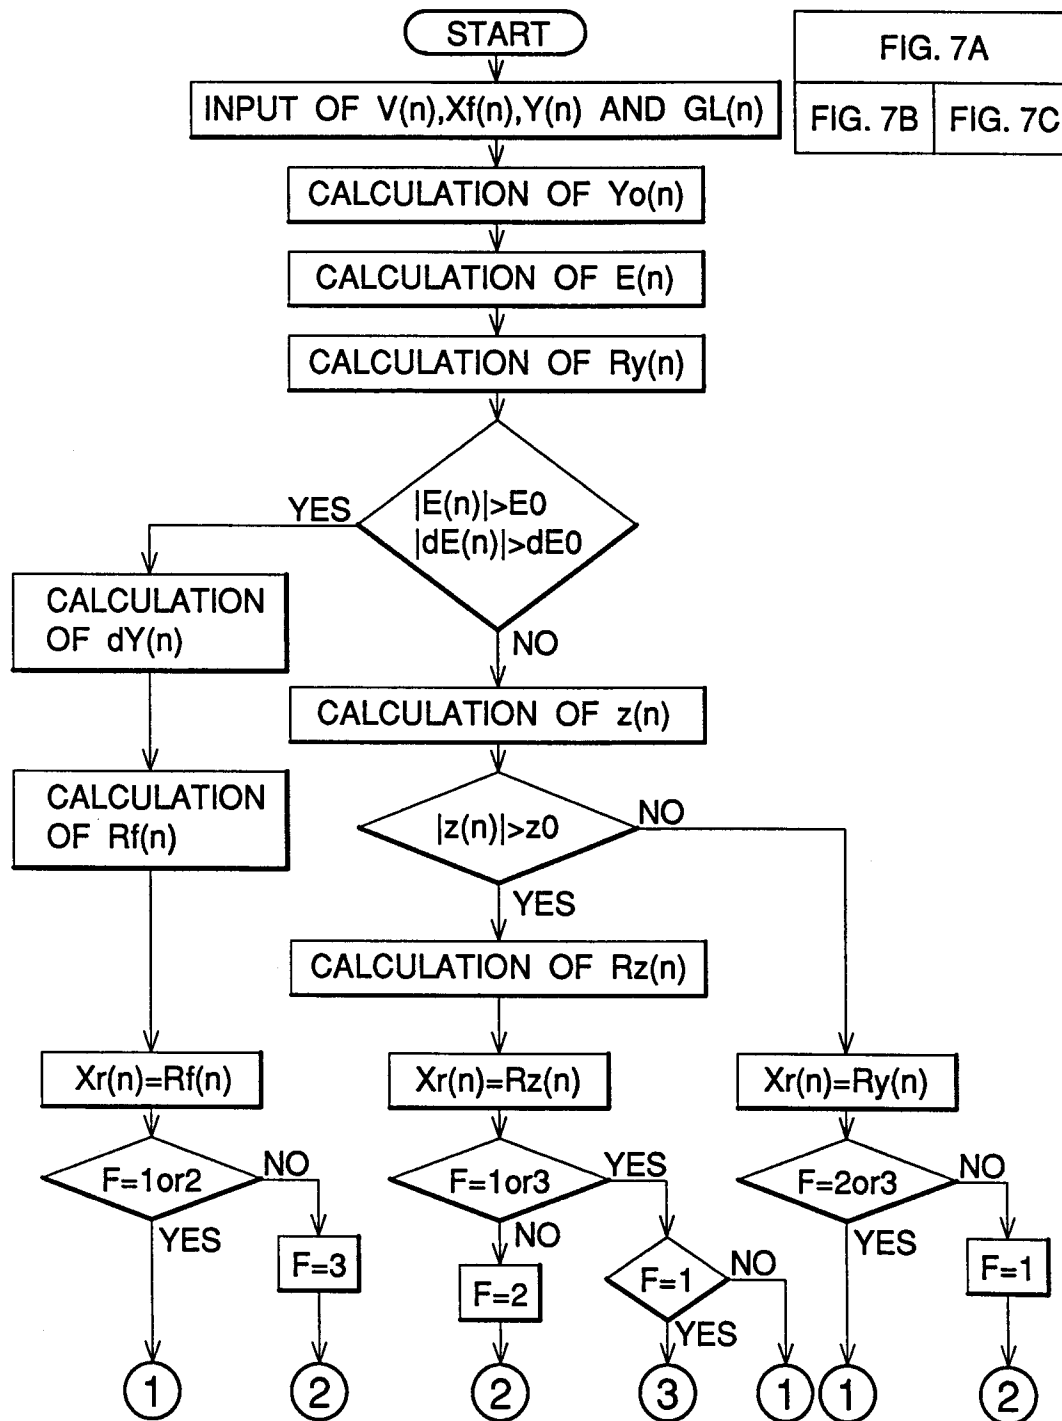 START
FIG. 7A
FIG. 7B
FIG. 7C
INPUT OF V(n),Xf(n),Y(n) AND GL(n)
CALCULATION OF Yo(n)
CALCULATION OF E(n)
CALCULATION OF Ry(n)
|E(n)|>E0
|dE(n)|>dE0
YES
NO
CALCULATION
OF dY(n)
CALCULATION OF z(n)
CALCULATION
OF Rf(n)
|z(n)|>z0
NO
YES
CALCULATION OF Rz(n)
Xr(n)=Rf(n)
Xr(n)=Rz(n)
Xr(n)=Ry(n)
F=1or2
NO
YES
F=3
F=1or3
YES
NO
F=2
F=1
NO
YES
F=2or3
NO
YES
F=1
1
2
2
3
1
1
2